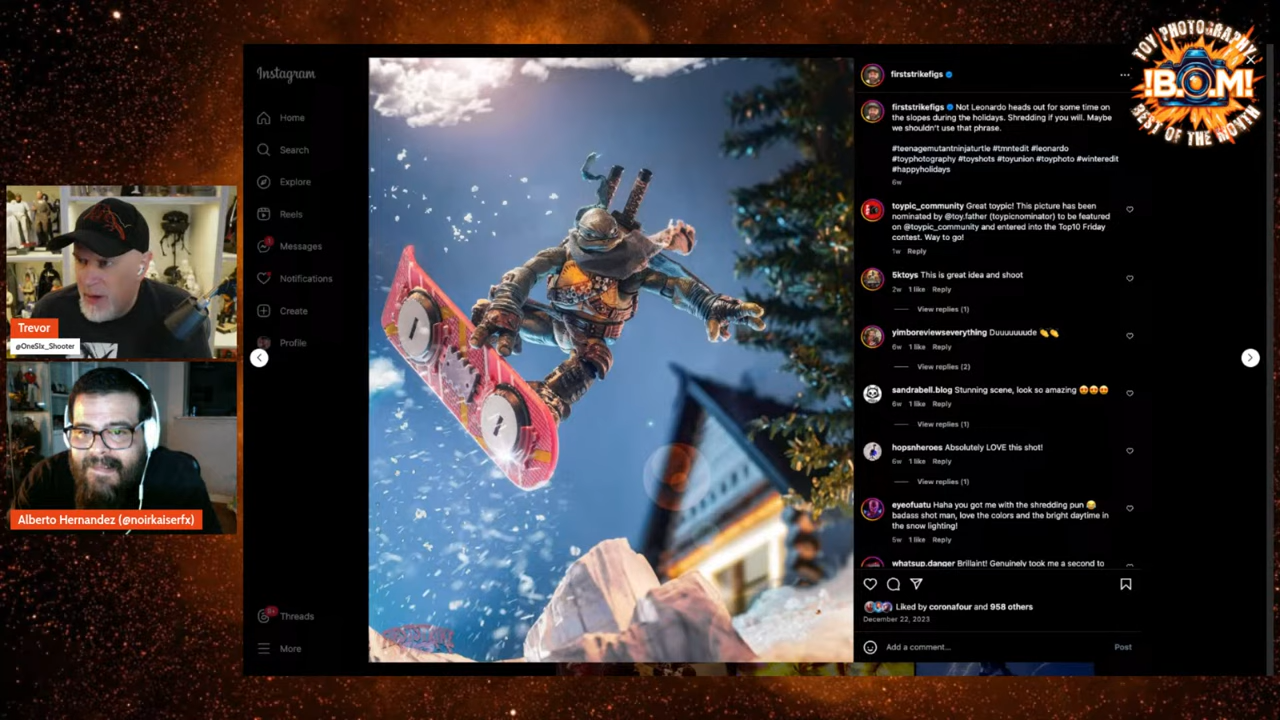 TOY PHOTOGRAPHY
!B.O.M!
BEST OF THE MONTH
Instagram
Home
Search
Explore
Reels
Messages
Notifications
Create
Profile
Threads
More
Trevor
@OneSix_Shooter
Alberto Hernandez (@noirkaiserfx)
firststrikefigs
firststrikefigs Not Leonardo heads out for some time on
the slopes during the holidays. Shredding if you will. Maybe
we shouldn't use that phrase.
#teenagemutantninjaturtle #tmntedit #leonardo
#toyphotography #toyshots #toyunion #toyphoto #winteredit
#happyholidays
6w
toypic_community Great toypic! This picture has been
nominated by @toy.father (toypicnominator) to be featured
on @toypic_community and entered into the Top10 Friday
contest. Way to go!
1w Reply
5ktoys This is great idea and shoot
2w 1 like Reply
View replies (1)
yimboreviewseverything Duuuuuuude 👏👏
6w 1 like Reply
View replies (2)
sandrabell.blog Stunning scene, look so amazing 😍😍😍
6w 1 like Reply
View replies (1)
hopsnheroes Absolutely LOVE this shot!
6w 1 like Reply
View replies (1)
eyeofuatu Haha you got me with the shredding pun 😂
badass shot man, love the colors and the bright daytime in
the snow lighting!
5w 1 like Reply
whatsup.danger Brillaint! Genuinely took me a second to
Liked by coronafour and 958 others
December 22, 2023
Add a comment...
Post